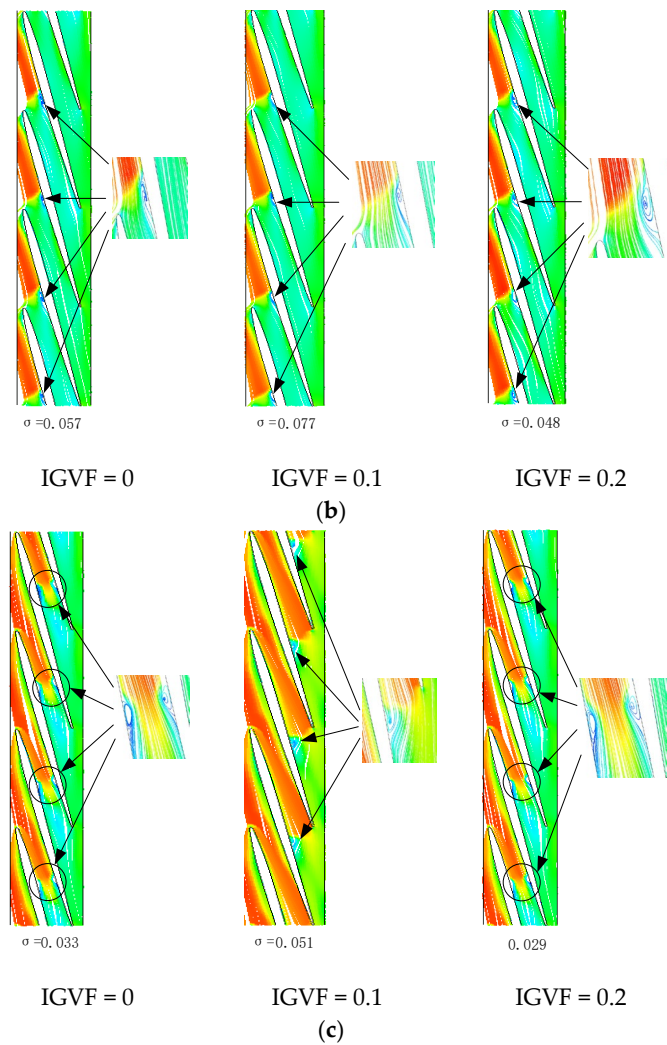 σ=0.057 σ=0.077 σ=0.048
IGVF = 0 IGVF = 0.1 IGVF = 0.2
(b)
σ=0.033 σ=0.051 0.029
IGVF = 0 IGVF = 0.1 IGVF = 0.2
(c)